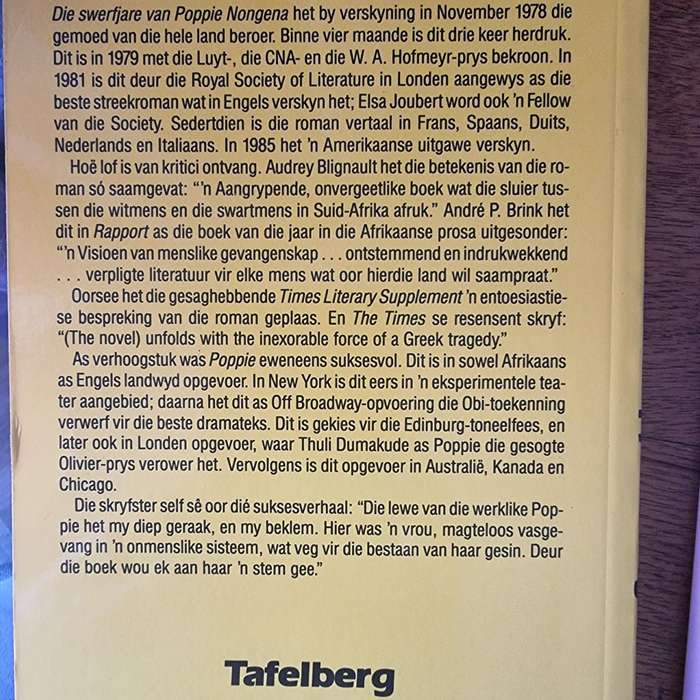 Die swerfjare van Poppie Nongena het by verskyning in November 1978 die
gemoed van die hele land beroer. Binne vier maande is dit drie keer herdruk.
Dit is in 1979 met die Luyt-, die CNA- en die W. A. Hofmeyr-prys bekroon. In
1981 is dit deur die Royal Society of Literature in Londen aangewys as die
beste streekroman wat in Engels verskyn het; Elsa Joubert word ook 'n Fellow
van die Society. Sedertdien is die roman vertaal in Frans, Spaans, Duits,
Nederlands en Italiaans. In 1985 het 'n Amerikaanse uitgawe verskyn.
Hoë lof is van kritici ontvang. Audrey Blignault het die betekenis van die ro-
man só saamgevat: "'n Aangrypende, onvergeetlike boek wat die sluier tus-
sen die witmens en die swartmens in Suid-Afrika afruk." André P. Brink het
dit in Rapport as die boek van die jaar in die Afrikaanse prosa uitgesonder:
"'n Visioen van menslike gevangenskap . . . ontstemmend en indrukwekkend
. . . verpligte literatuur vir elke mens wat oor hierdie land wil saampraat."
Oorsee het die gesaghebbende Times Literary Supplement 'n entoesiastie-
se bespreking van die roman geplaas. En The Times se resensent skryf:
"(The novel) unfolds with the inexorable force of a Greek tragedy."
As verhoogstuk was Poppie eweneens suksesvol. Dit is in sowel Afrikaans
as Engels landwyd opgevoer. In New York is dit eers in 'n eksperimentele tea-
ter aangebied; daarna het dit as Off Broadway-opvoering die Obi-toekenning
verwerf vir die beste dramateks. Dit is gekies vir die Edinburg-toneelfees, en
later ook in Londen opgevoer, waar Thuli Dumakude as Poppie die gesogte
Olivier-prys verower het. Vervolgens is dit opgevoer in Australië, Kanada en
Chicago.
Die skryfster self sê oor dié suksesverhaal: "Die lewe van die werklike Pop-
pie het my diep geraak, en my beklem. Hier was 'n vrou, magteloos vasge-
vang in 'n onmenslike sisteem, wat veg vir die bestaan van haar gesin. Deur
die boek wou ek aan haar 'n stem gee."
Tafelberg